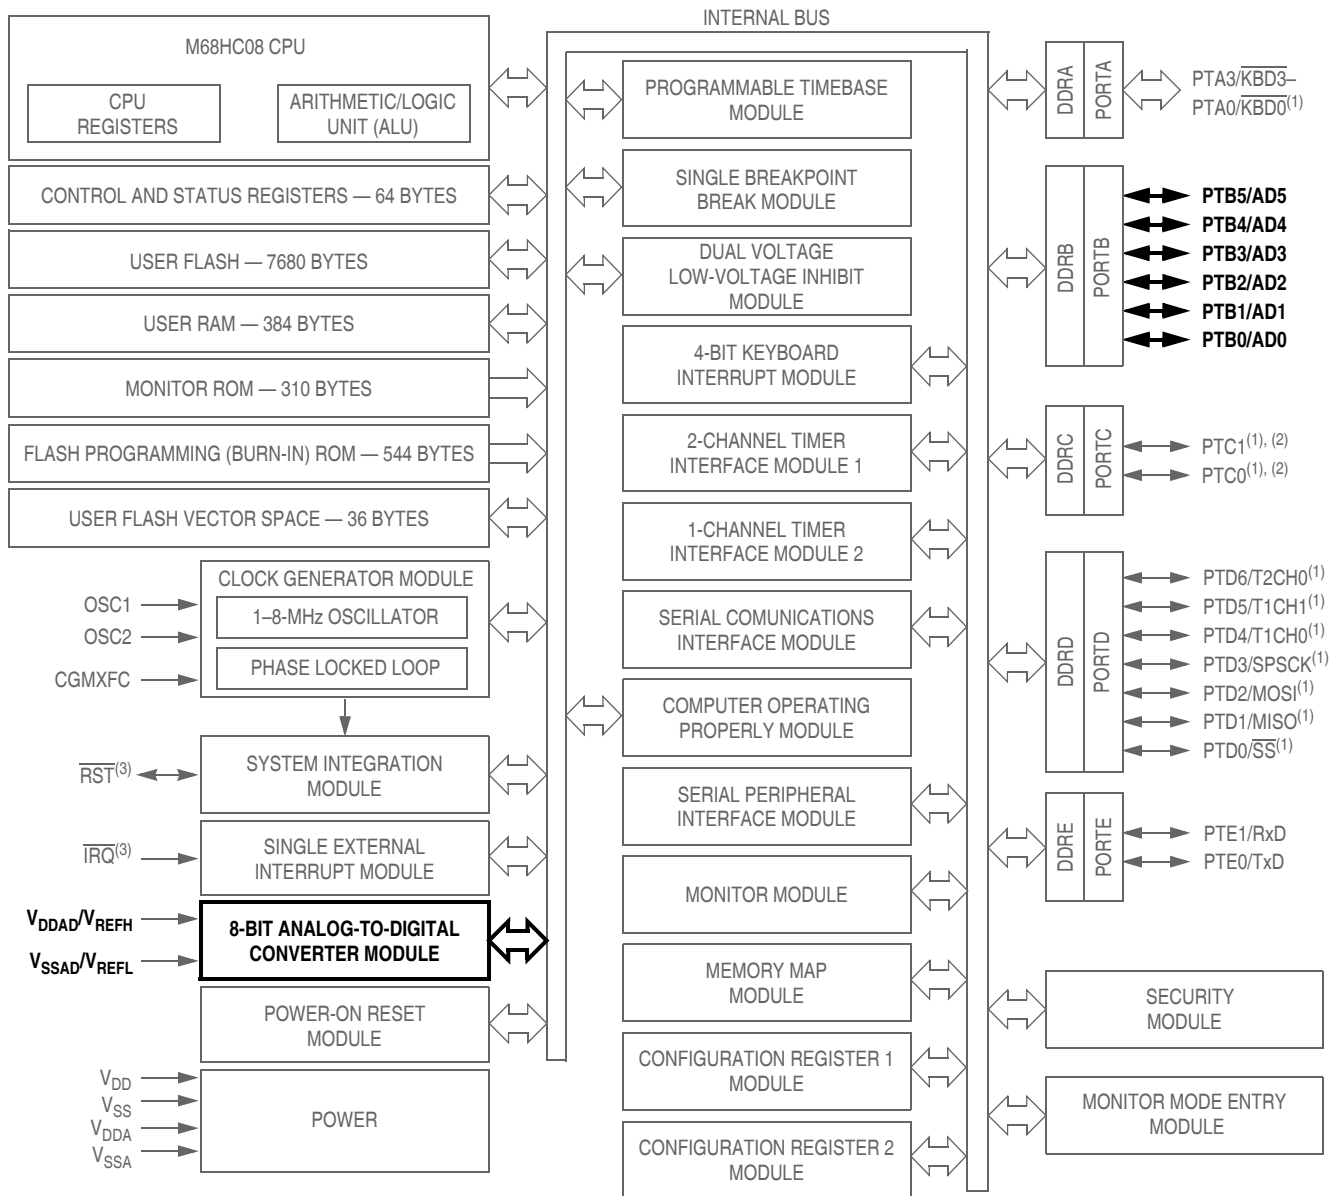 INTERNAL BUS
M68HC08 CPU
CPU
REGISTERS
ARITHMETIC/LOGIC
UNIT (ALU)
CONTROL AND STATUS REGISTERS — 64 BYTES
USER FLASH — 7680 BYTES
USER RAM — 384 BYTES
MONITOR ROM — 310 BYTES
FLASH PROGRAMMING (BURN-IN) ROM — 544 BYTES
USER FLASH VECTOR SPACE — 36 BYTES
CLOCK GENERATOR MODULE
1–8-MHz OSCILLATOR
PHASE LOCKED LOOP
OSC1
OSC2
CGMXFC
SYSTEM INTEGRATION
MODULE
RST(3)
SINGLE EXTERNAL
INTERRUPT MODULE
IRQ(3)
8-BIT ANALOG-TO-DIGITAL
CONVERTER MODULE
VDDAD/VREFH
VSSAD/VREFL
POWER-ON RESET
MODULE
POWER
VDD
VSS
VDDA
VSSA
PROGRAMMABLE TIMEBASE
MODULE
SINGLE BREAKPOINT
BREAK MODULE
DUAL VOLTAGE
LOW-VOLTAGE INHIBIT
MODULE
4-BIT KEYBOARD
INTERRUPT MODULE
2-CHANNEL TIMER
INTERFACE MODULE 1
1-CHANNEL TIMER
INTERFACE MODULE 2
SERIAL COMUNICATIONS
INTERFACE MODULE
COMPUTER OPERATING
PROPERLY MODULE
SERIAL PERIPHERAL
INTERFACE MODULE
MONITOR MODULE
MEMORY MAP
MODULE
CONFIGURATION REGISTER 1
MODULE
CONFIGURATION REGISTER 2
MODULE
DDRA
PORTA
PTA3/KBD3–
PTA0/KBD0(1)
DDRB
PORTB
PTB5/AD5
PTB4/AD4
PTB3/AD3
PTB2/AD2
PTB1/AD1
PTB0/AD0
DDRC
PORTC
PTC1(1), (2)
PTC0(1), (2)
DDRD
PORTD
PTD6/T2CH0(1)
PTD5/T1CH1(1)
PTD4/T1CH0(1)
PTD3/SPSCK(1)
PTD2/MOSI(1)
PTD1/MISO(1)
PTD0/SS(1)
DDRE
PORTE
PTE1/RxD
PTE0/TxD
SECURITY
MODULE
MONITOR MODE ENTRY
MODULE